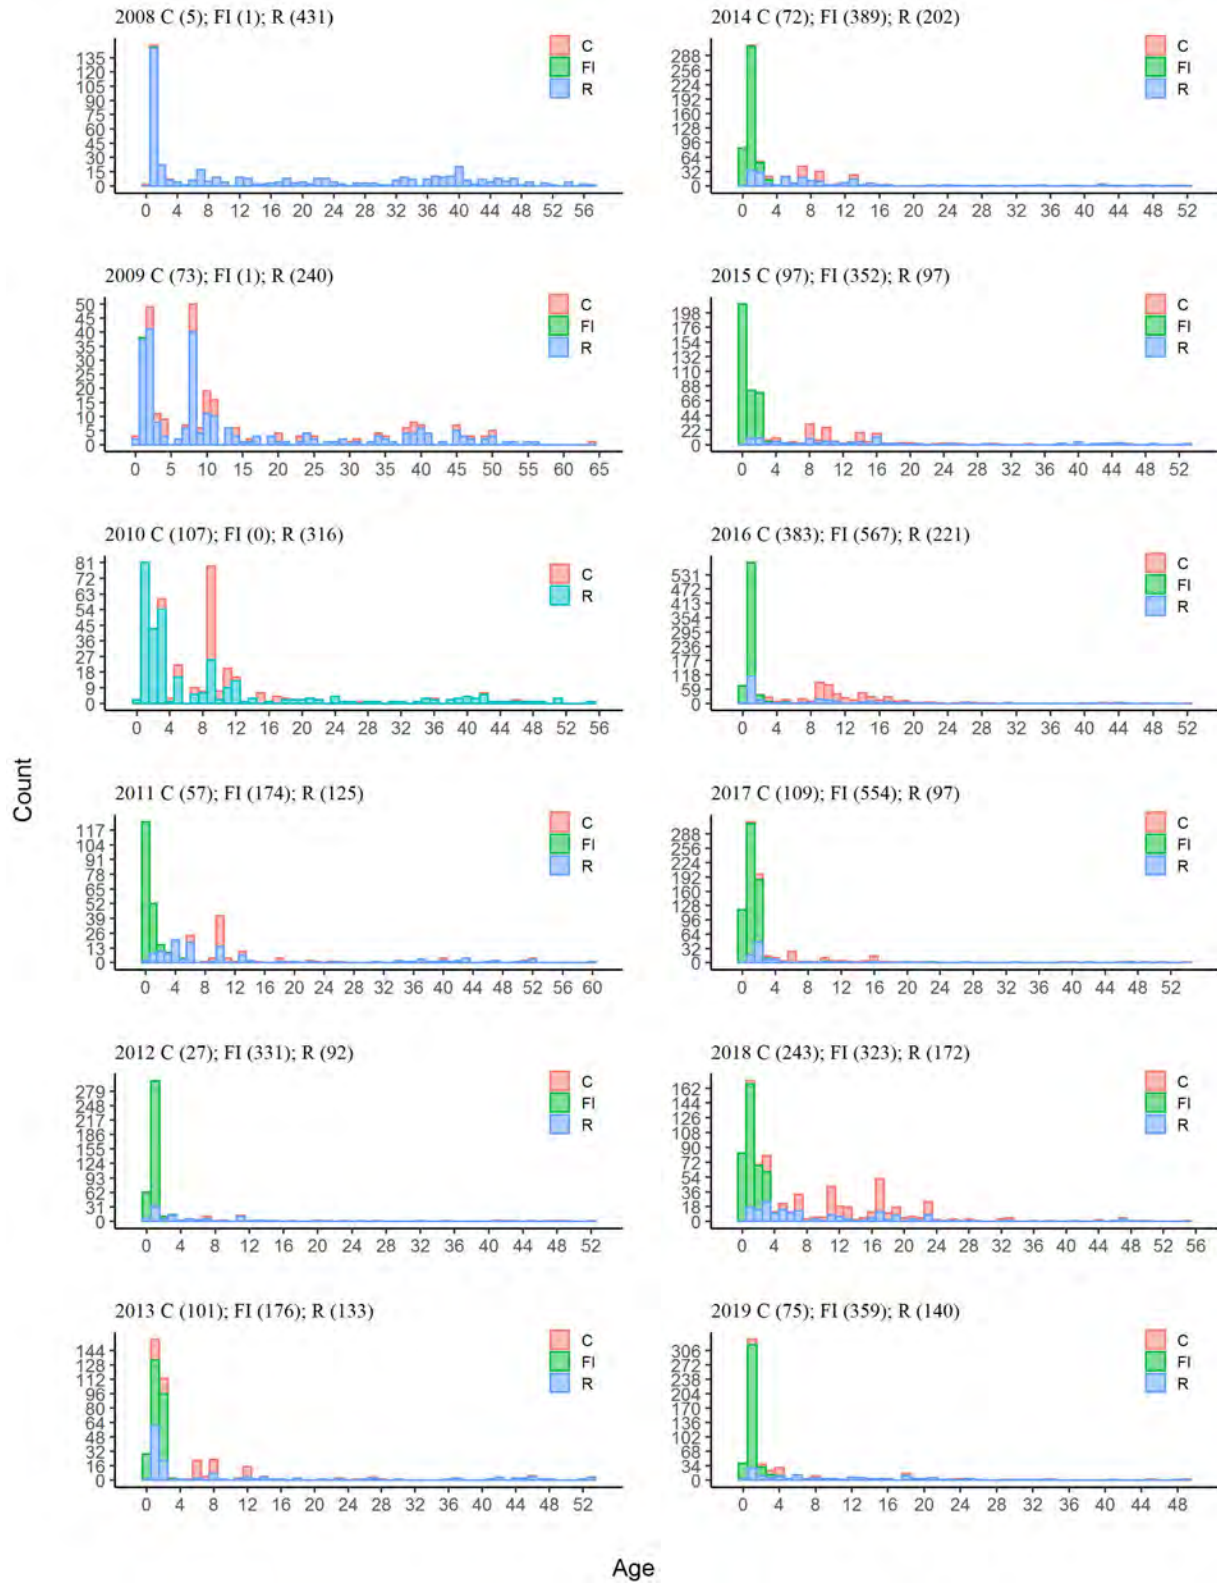 Count
2008 C (5); FI (1); R (431)
135
120
105
90
75
60
45
30
15
0
C
FI
R
0 4 8 12 16 20 24 28 32 36 40 44 48 52 56
2009 C (73); FI (1); R (240)
50
45
40
35
30
25
20
15
10
5
0
C
FI
R
0 5 10 15 20 25 30 35 40 45 50 55 60 65
2010 C (107); FI (0); R (316)
81
72
63
54
45
36
27
18
9
0
C
R
0 4 8 12 16 20 24 28 32 36 40 44 48 52 56
2011 C (57); FI (174); R (125)
117
104
91
78
65
52
39
26
13
0
C
FI
R
0 4 8 12 16 20 24 28 32 36 40 44 48 52 56 60
2012 C (27); FI (331); R (92)
279
248
217
186
155
124
93
62
31
0
C
FI
R
0 4 8 12 16 20 24 28 32 36 40 44 48 52
2013 C (101); FI (176); R (133)
144
128
112
96
80
64
48
32
16
0
C
FI
R
0 4 8 12 16 20 24 28 32 36 40 44 48 52
2014 C (72); FI (389); R (202)
288
256
224
192
160
128
96
64
32
0
C
FI
R
0 4 8 12 16 20 24 28 32 36 40 44 48 52
2015 C (97); FI (352); R (97)
198
176
154
132
110
88
66
44
22
0
C
FI
R
0 4 8 12 16 20 24 28 32 36 40 44 48 52
2016 C (383); FI (567); R (221)
531
472
413
354
295
236
177
118
59
0
C
FI
R
0 4 8 12 16 20 24 28 32 36 40 44 48 52
2017 C (109); FI (554); R (97)
288
256
224
192
160
128
96
64
32
0
C
FI
R
0 4 8 12 16 20 24 28 32 36 40 44 48 52
2018 C (243); FI (323); R (172)
162
144
126
108
90
72
54
36
18
0
C
FI
R
0 4 8 12 16 20 24 28 32 36 40 44 48 52 56
2019 C (75); FI (359); R (140)
306
272
238
204
170
136
102
68
34
0
C
FI
R
0 4 8 12 16 20 24 28 32 36 40 44 48
Age